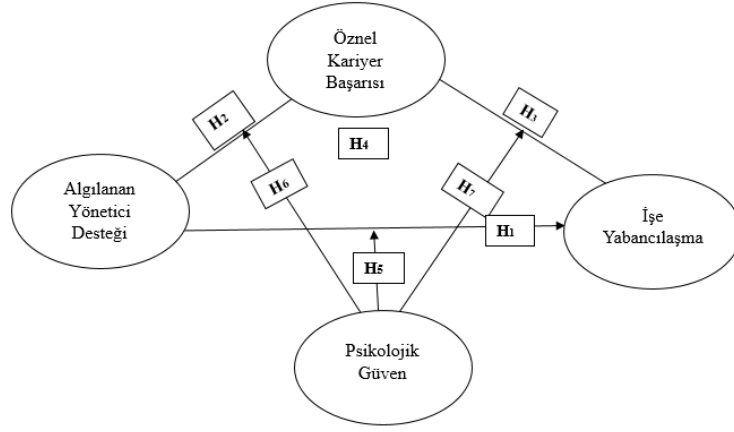 Öznel
Kariyer
Başarısı
H2
H3
H4
Algılanan
Yönetici
Desteği
H6
H7
İşe
Yabancılaşma
H1
H5
Psikolojik
Güven